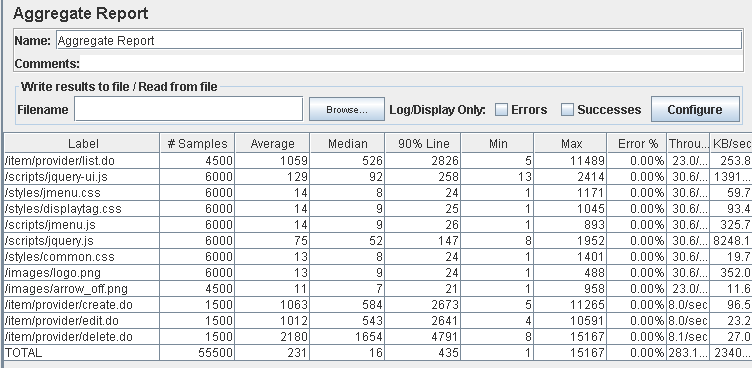 Aggregate Report
Name: Aggregate Report
Comments:
Write results to file / Read from file
Filename Browse... Log/Display Only: Errors Successes Configure
Label # Samples Average Median 90% Line Min Max Error % Throu... KB/sec
/item/provider/list.do 4500 1059 526 2826 5 11489 0.00% 23.0/... 253.8
/scripts/jquery-ui.js 6000 129 92 258 13 2414 0.00% 30.6/... 1391...
/styles/jmenu.css 6000 14 8 24 1 1171 0.00% 30.6/... 59.7
/styles/displaytag.css 6000 14 9 25 1 1045 0.00% 30.6/... 93.4
/scripts/jmenu.js 6000 14 9 26 1 893 0.00% 30.6/... 325.7
/scripts/jquery.js 6000 75 52 147 8 1952 0.00% 30.6/... 8248.1
/styles/common.css 6000 13 8 24 1 1401 0.00% 30.6/... 19.7
/images/logo.png 6000 13 9 24 1 488 0.00% 30.6/... 352.0
/images/arrow_off.png 4500 11 7 21 1 958 0.00% 23.0/... 11.6
/item/provider/create.do 1500 1063 584 2673 5 11265 0.00% 8.0/sec 96.5
/item/provider/edit.do 1500 1012 543 2641 4 10591 0.00% 8.0/sec 23.2
/item/provider/delete.do 1500 2180 1654 4791 8 15167 0.00% 8.1/sec 27.0
TOTAL 55500 231 16 435 1 15167 0.00% 283.1... 2340...